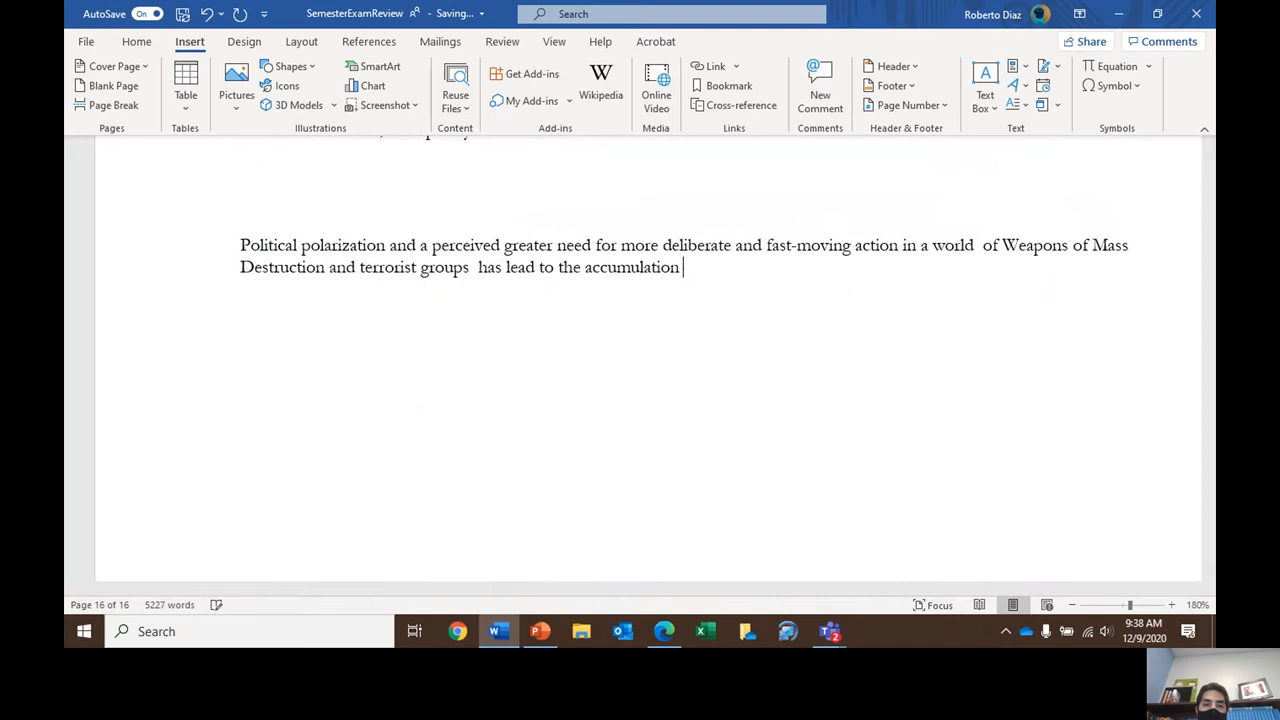 AutoSave On SemesterExamReview Saving... Search Roberto Diaz
File Home Insert Design Layout References Mailings Review View Help Acrobat Share Comments
Cover Page
Blank Page
Page Break
Pages
Table
Tables
Pictures
Shapes
Icons
3D Models
SmartArt
Chart
Screenshot
Illustrations
Reuse
Files
Content
Get Add-ins
My Add-ins
Wikipedia
Add-ins
Online
Video
Media
Link
Bookmark
Cross-reference
Links
New
Comment
Comments
Header
Footer
Page Number
Header & Footer
Text
Box
Text
Equation
Symbol
Symbols
Political polarization and a perceived greater need for more deliberate and fast-moving action in a world of Weapons of Mass
Destruction and terrorist groups has lead to the accumulation
Page 16 of 16 5227 words Focus 180%
Search
2
9:38 AM
12/9/2020